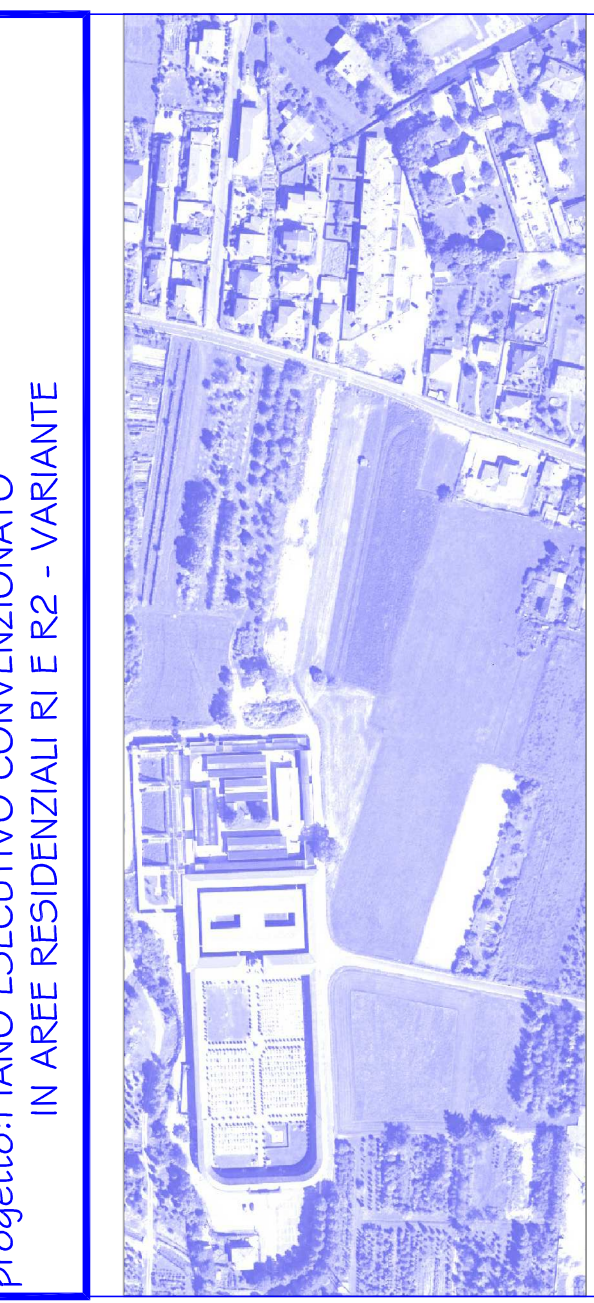 progetto: PIANO ESECUTIVO CONVENZIONATO
IN AREE RESIDENZIALI RI E R2 - VARIANTE